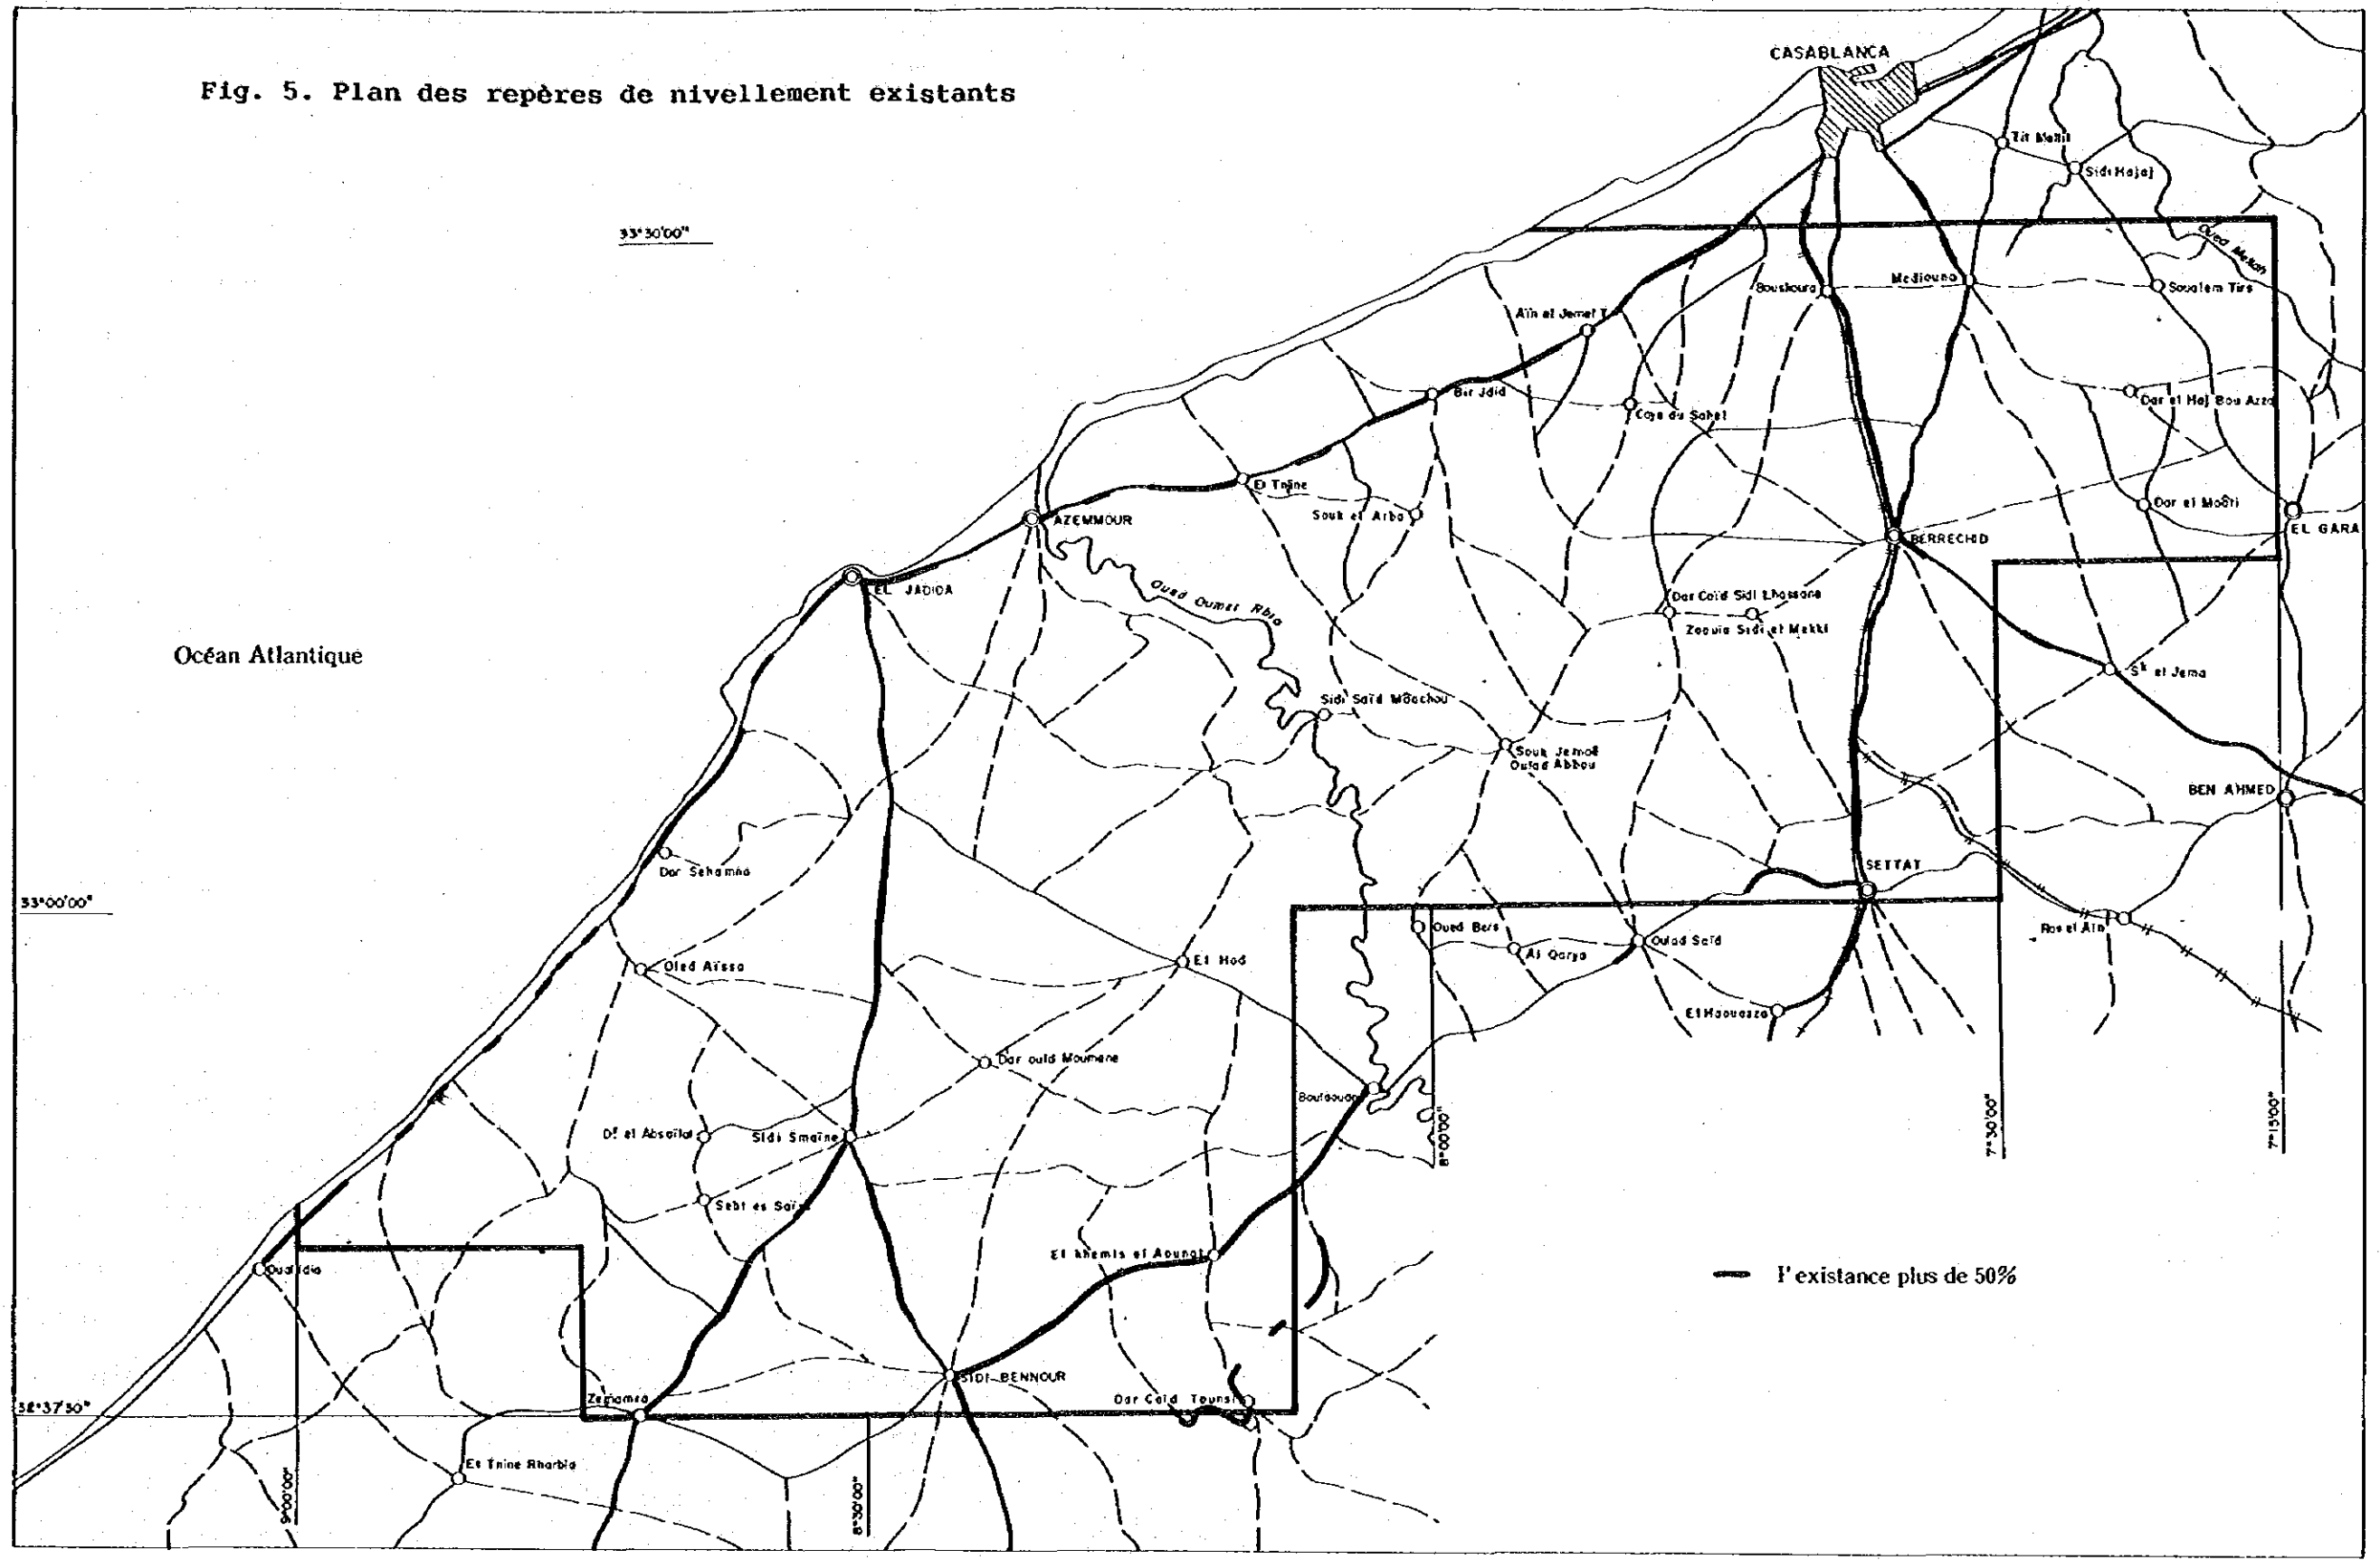 CASABLANCA
Fig. 5. Plan des repères de nivellement existants
Tit Mellil
Sidi Hajaj
33°30'00"
Oued Mellah
Bouskoura
Mediouna
Soualem Tirs
Aïn el Jemel
Bir Jdid
Caye du Sahel
Dar el Haj Bou Azza
Et Tnine
Souk el Arba
Dar el Maâti
AZEMMOUR
EL GARA
BERRECHID
EL JADIDA
Oued Oumer Rbia
Dar Caïd Sidi Lhassane
Zaouia Sidi el Mekki
Océan Atlantique
Sk el Jema
Sidi Saïd Mâachou
Souk Jemaâ
Oulad Abbou
BEN AHMED
SETTAT
Dar Sehamna
33°00'00"
Oued Bers
Ras el Aïn
Oulad Saïd
Al Qarya
El Had
Oled Aïssa
El Haouazza
Dar ould Moumene
Boulaouane
8°00'00"
7°30'00"
7°15'00"
Dr el Absaïlat
Sidi Smaïne
Sebt es Saïs
El Khemis el Aounat
Oualidia
l'existance plus de 50%
SIDI-BENNOUR
Zemamra
Dar Caïd Tounsi
32°37'30"
Et Tnine Rharbia
9°00'00"
8°30'00"